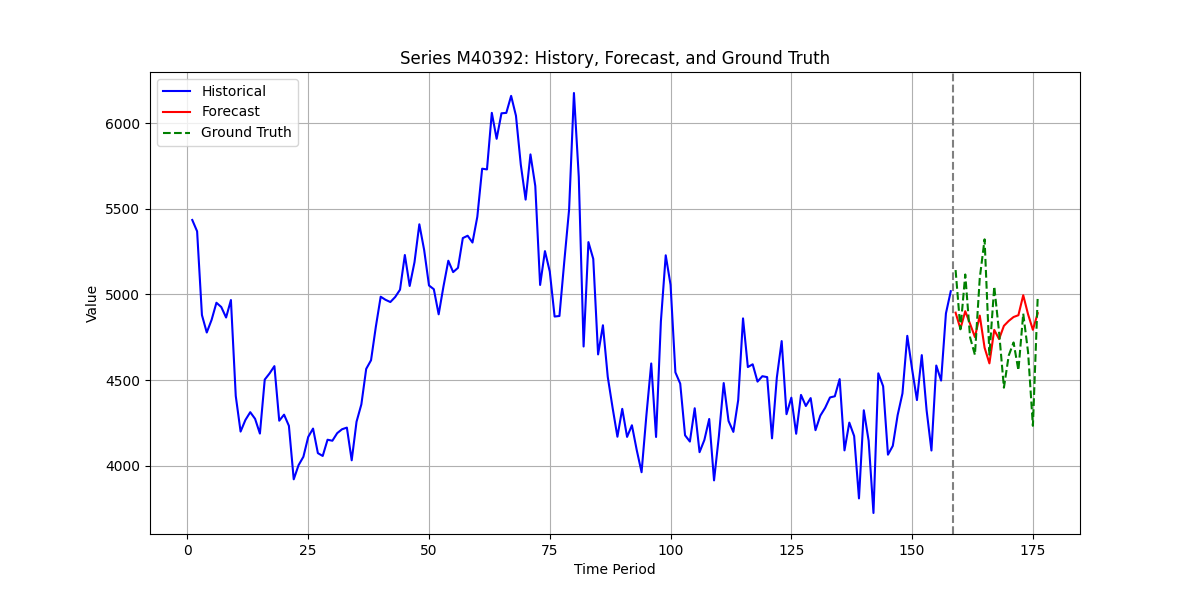 Series M40392: History, Forecast, and Ground Truth
Historical
Forecast
Ground Truth
6000
5500
5000
4500
4000
Value
0 25 50 75 100 125 150 175
Time Period